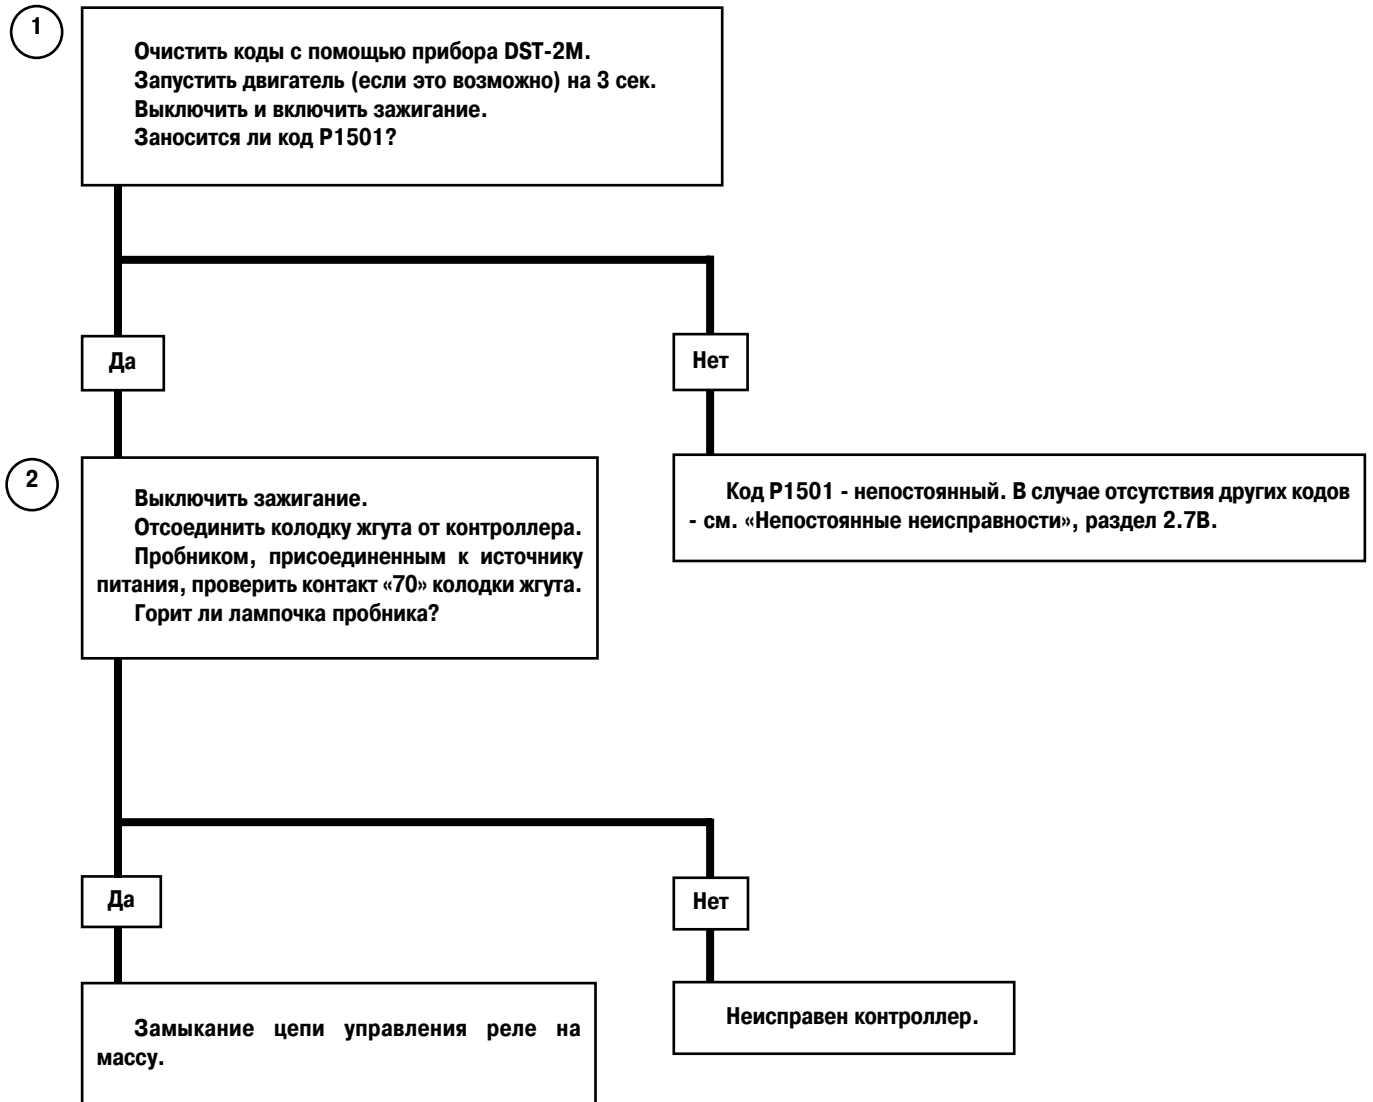 1
Очистить коды с помощью прибора DST-2M.
Запустить двигатель (если это возможно) на 3 сек.
Выключить и включить зажигание.
Заносится ли код Р1501?
Да
Нет
2
Выключить зажигание.
Отсоединить колодку жгута от контроллера.
Пробником, присоединенным к источнику
питания, проверить контакт «70» колодки жгута.
Горит ли лампочка пробника?
Код Р1501 - непостоянный. В случае отсутствия других кодов
- см. «Непостоянные неисправности», раздел 2.7В.
Да
Нет
Замыкание цепи управления реле на
массу.
Неисправен контроллер.